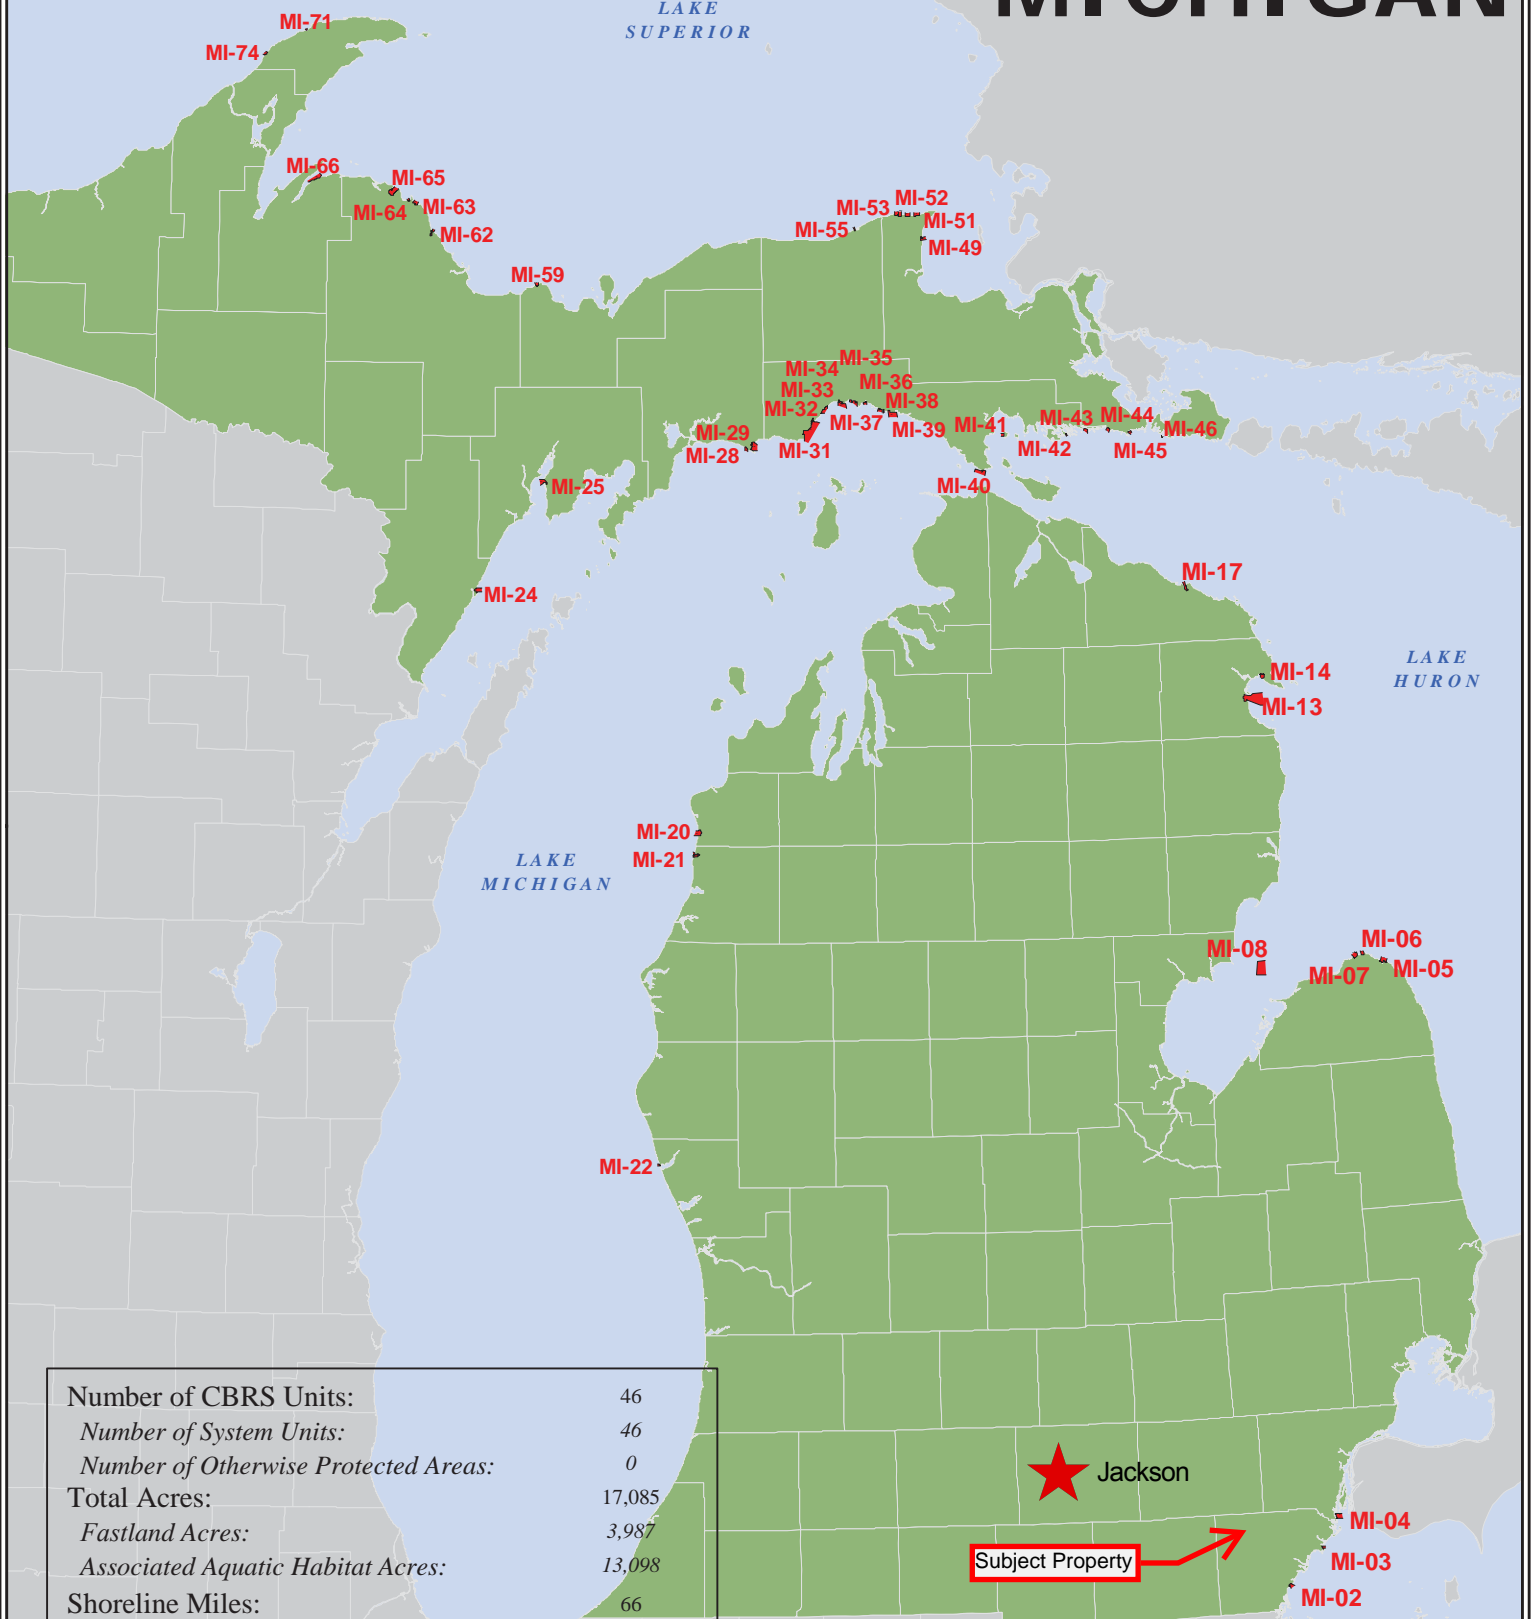 MICHIGAN
LAKE
SUPERIOR
MI-71
MI-74
MI-66
MI-65
MI-64
MI-63
MI-62
MI-59
MI-52
MI-53
MI-51
MI-55
MI-49
MI-35
MI-34
MI-36
MI-33
MI-32
MI-38
MI-37
MI-39
MI-31
MI-29
MI-28
MI-41
MI-43
MI-44
MI-46
MI-42
MI-45
MI-40
MI-25
MI-24
MI-17
LAKE
HURON
MI-14
MI-13
MI-20
MI-21
LAKE
MICHIGAN
MI-08
MI-06
MI-07
MI-05
MI-22
Number of CBRS Units: 46
Number of System Units: 46
Number of Otherwise Protected Areas: 0
Total Acres: 17,085
Fastland Acres: 3,987
Associated Aquatic Habitat Acres: 13,098
Shoreline Miles: 66
Jackson
Subject Property
MI-04
MI-03
MI-02